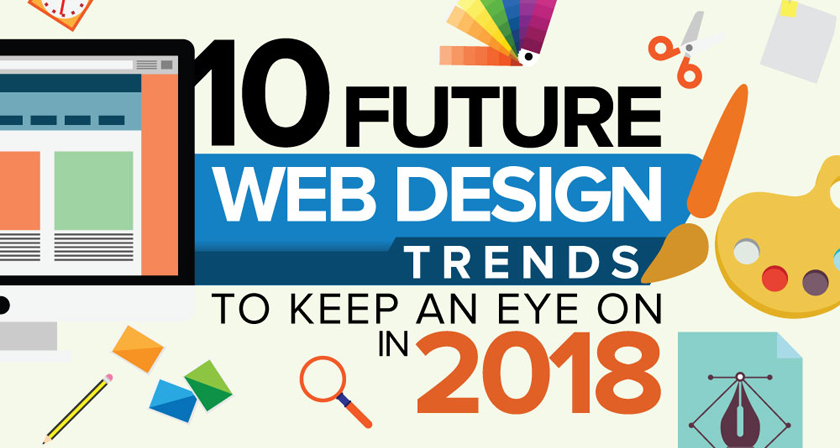 10 FUTURE
WEB DESIGN
TRENDS
TO KEEP AN EYE ON
IN 2018